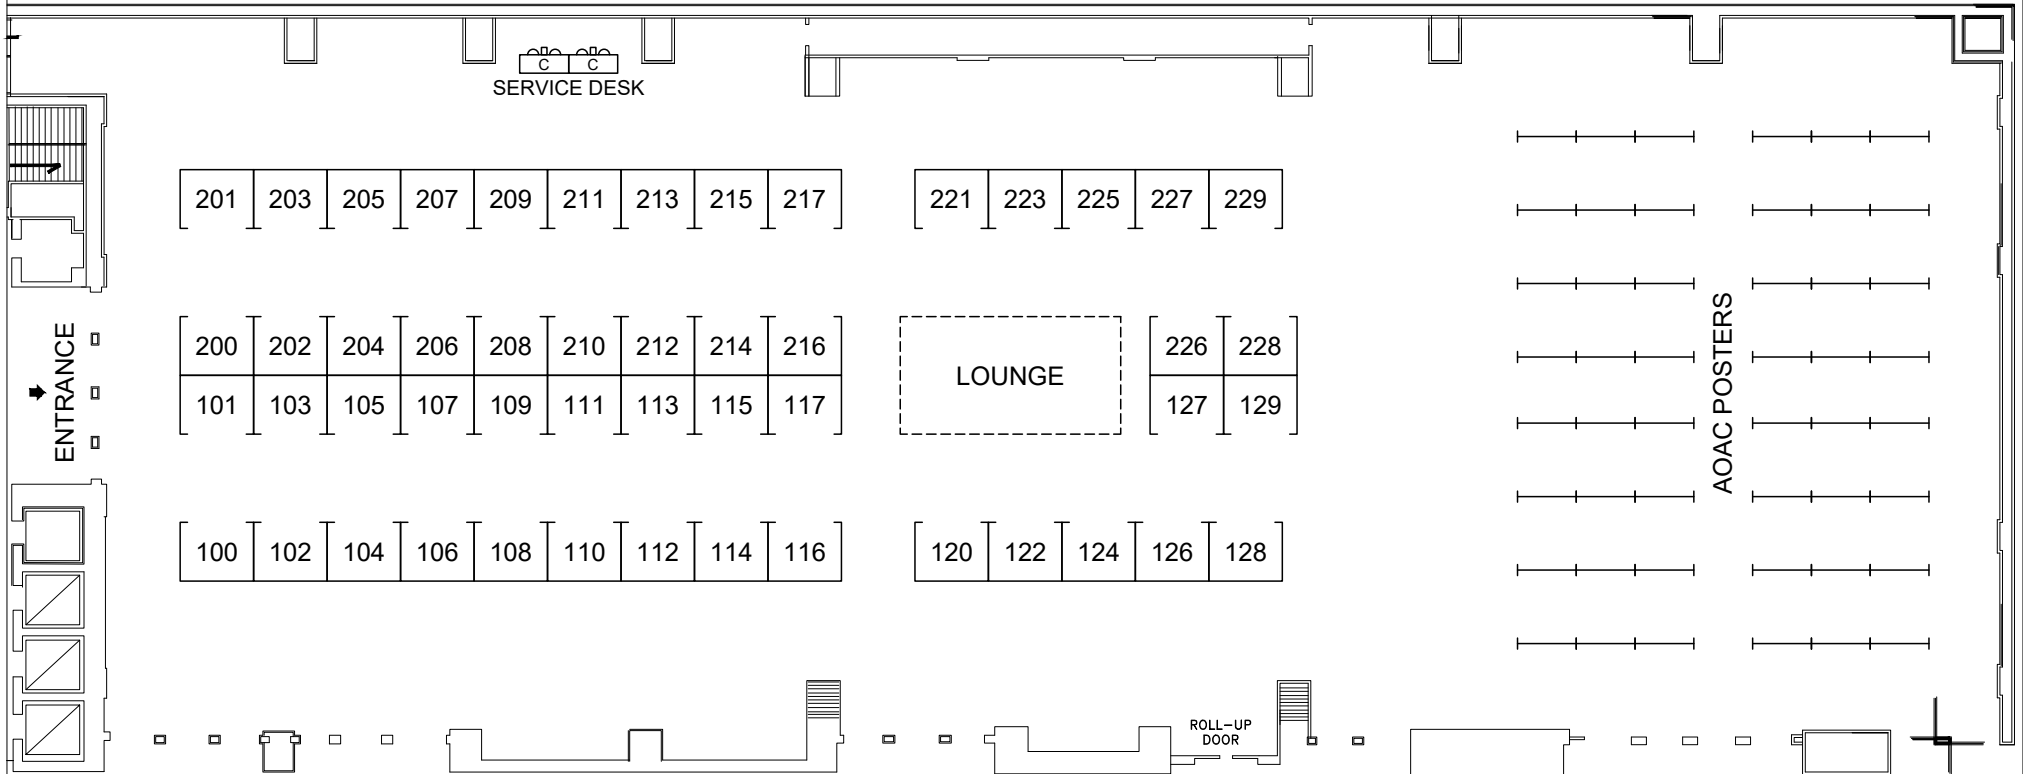 C C
SERVICE DESK
201 203 205 207 209 211 213 215 217 221 223 225 227 229
ENTRANCE
200 202 204 206 208 210 212 214 216 226 228
LOUNGE
101 103 105 107 109 111 113 115 117 127 129
AOAC POSTERS
100 102 104 106 108 110 112 114 116 120 122 124 126 128
ROLL-UP
DOOR